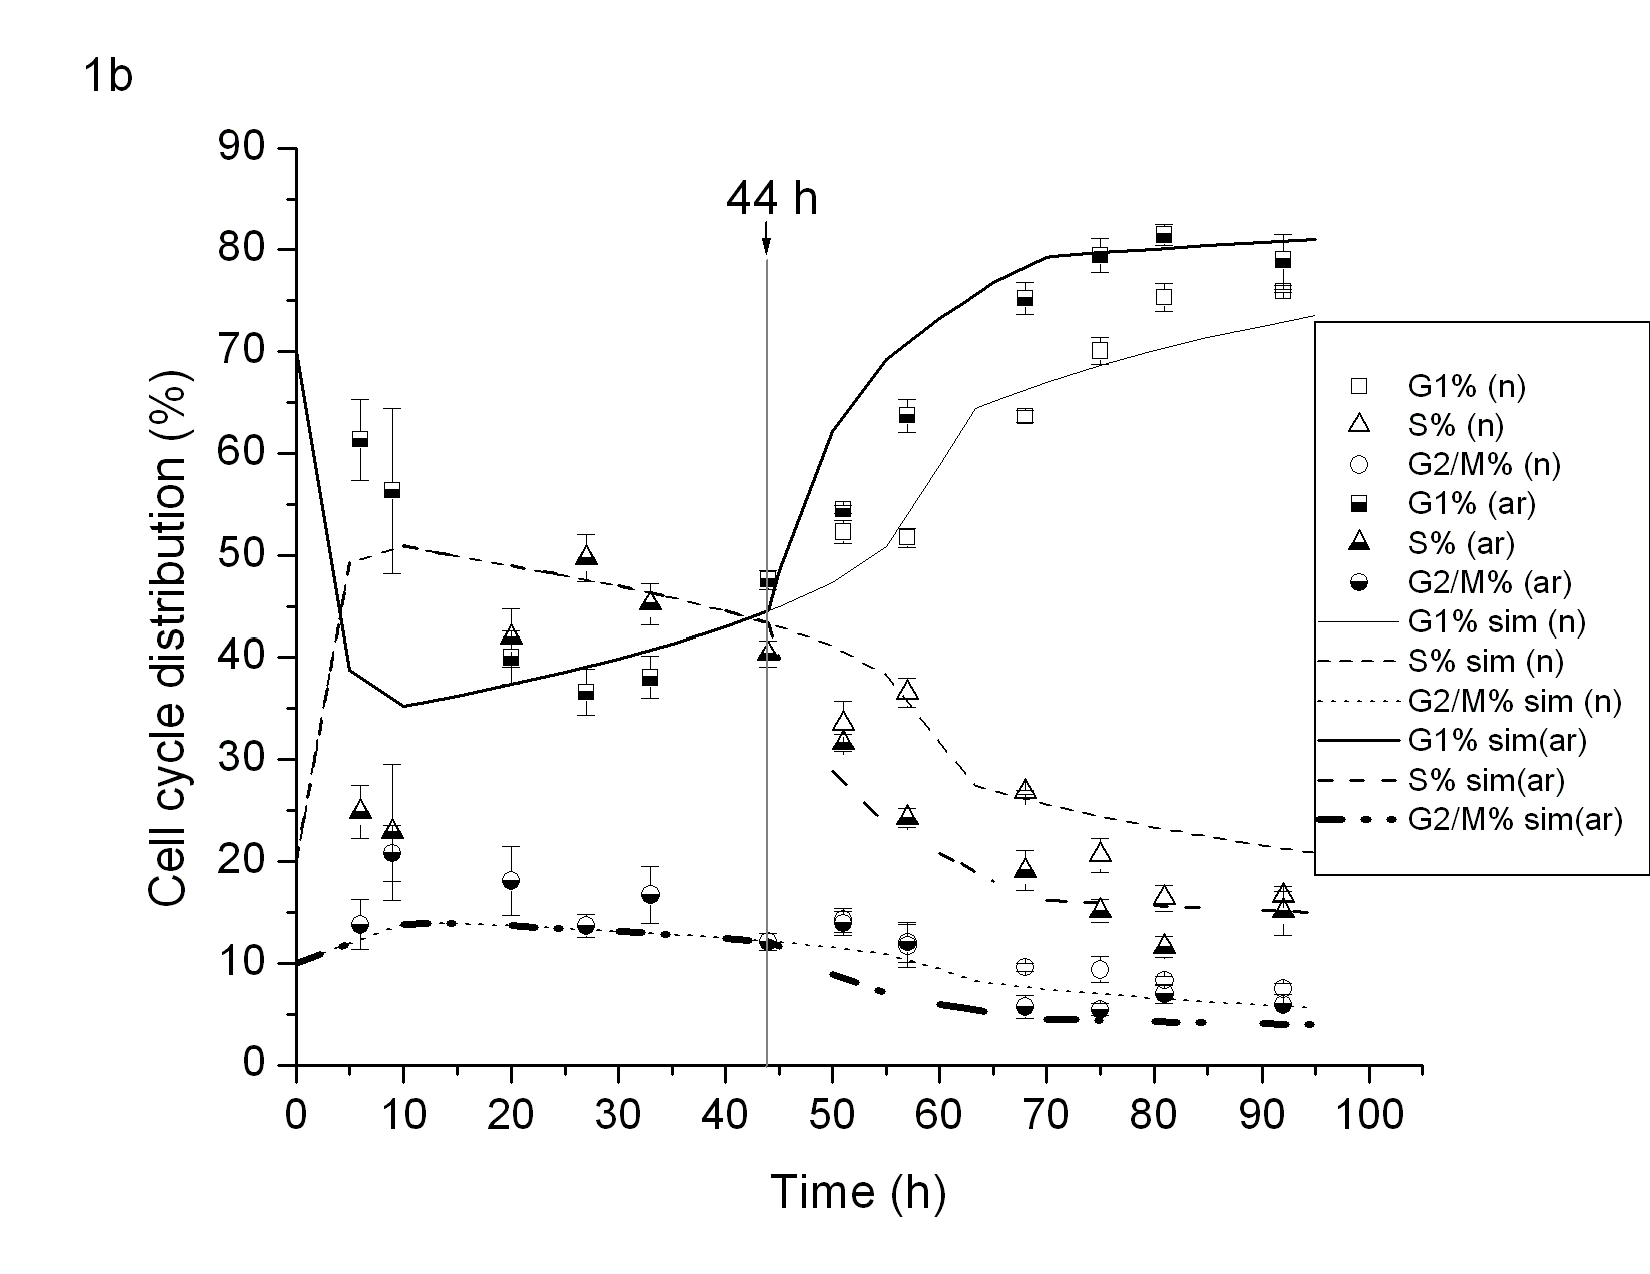 1b
44 h
90
80
70
60
50
40
30
20
10
0
Cell cycle distribution (%)
0 10 20 30 40 50 60 70 80 90 100
Time (h)
G1% (n)
S% (n)
G2/M% (n)
G1% (ar)
S% (ar)
G2/M% (ar)
G1% sim (n)
S% sim (n)
G2/M% sim (n)
G1% sim(ar)
S% sim(ar)
G2/M% sim(ar)